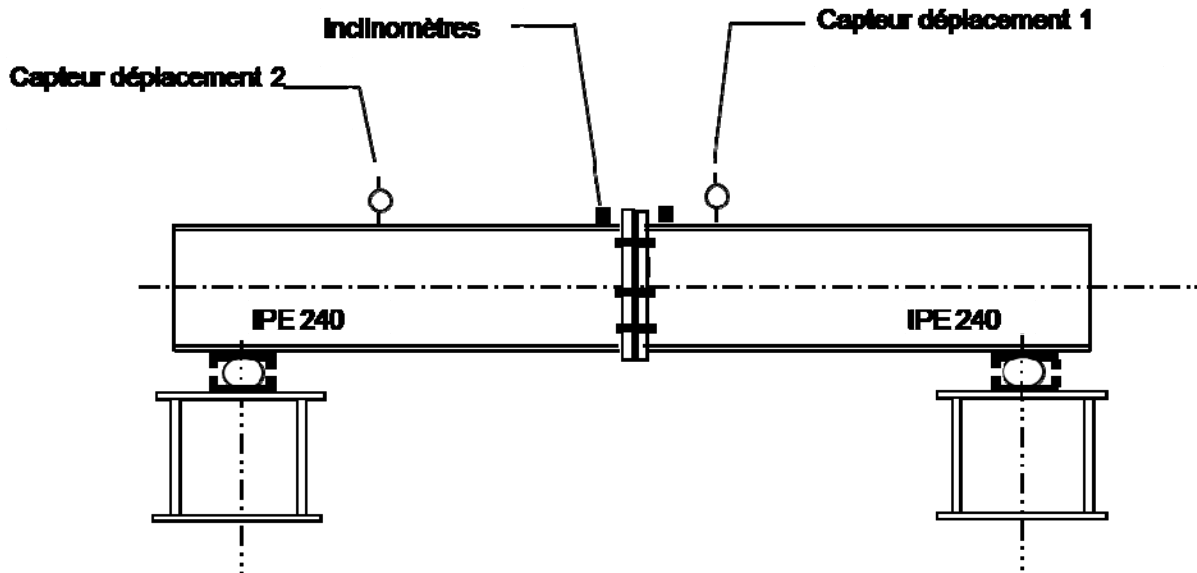 Inclinomètres
Capteur déplacement 1
Capteur déplacement 2
IPE 240
IPE 240